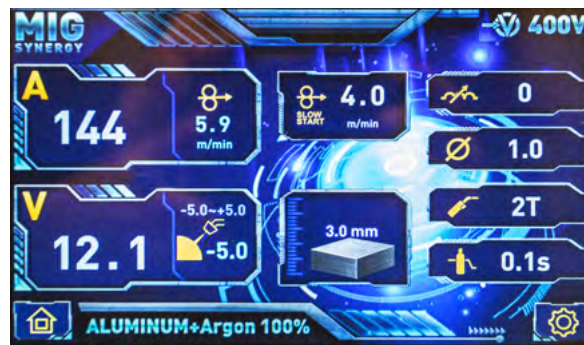 MIG
SYNERGY
400V
A
144
5.9
m/min
SLOW
START
4.0
m/min
0
1.0
V
12.1
-5.0~+5.0
-5.0
3.0 mm
2T
0.1s
ALUMINUM+Argon 100%